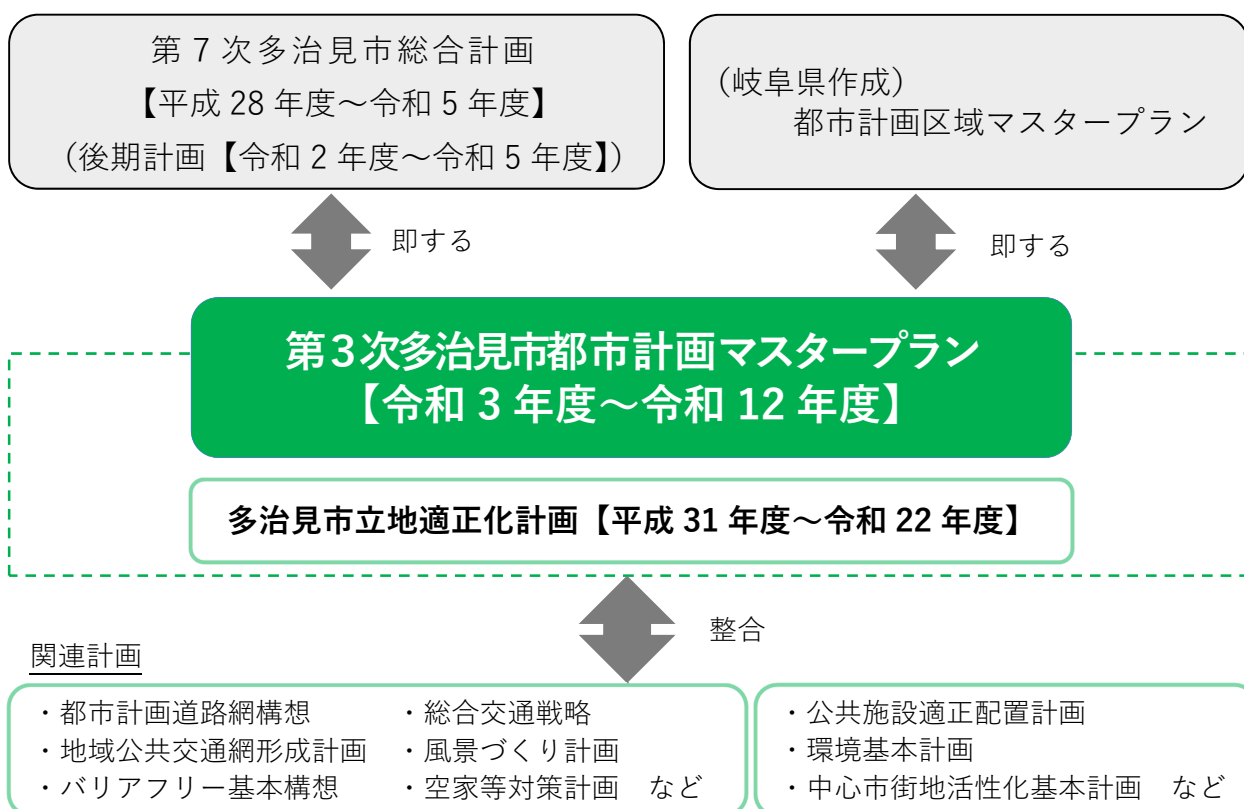 第7次多治見市総合計画
【平成 28 年度～令和 5 年度】
(後期計画【令和 2 年度～令和 5 年度】)
(岐阜県作成)
都市計画区域マスタープラン
即する
即する
第3次多治見市都市計画マスタープラン
【令和 3 年度～令和 12 年度】
多治見市立地適正化計画【平成 31 年度～令和 22 年度】
整合
関連計画
・都市計画道路網構想
・地域公共交通網形成計画
・バリアフリー基本構想
・総合交通戦略
・風景づくり計画
・空家等対策計画　など
・公共施設適正配置計画
・環境基本計画
・中心市街地活性化基本計画　など